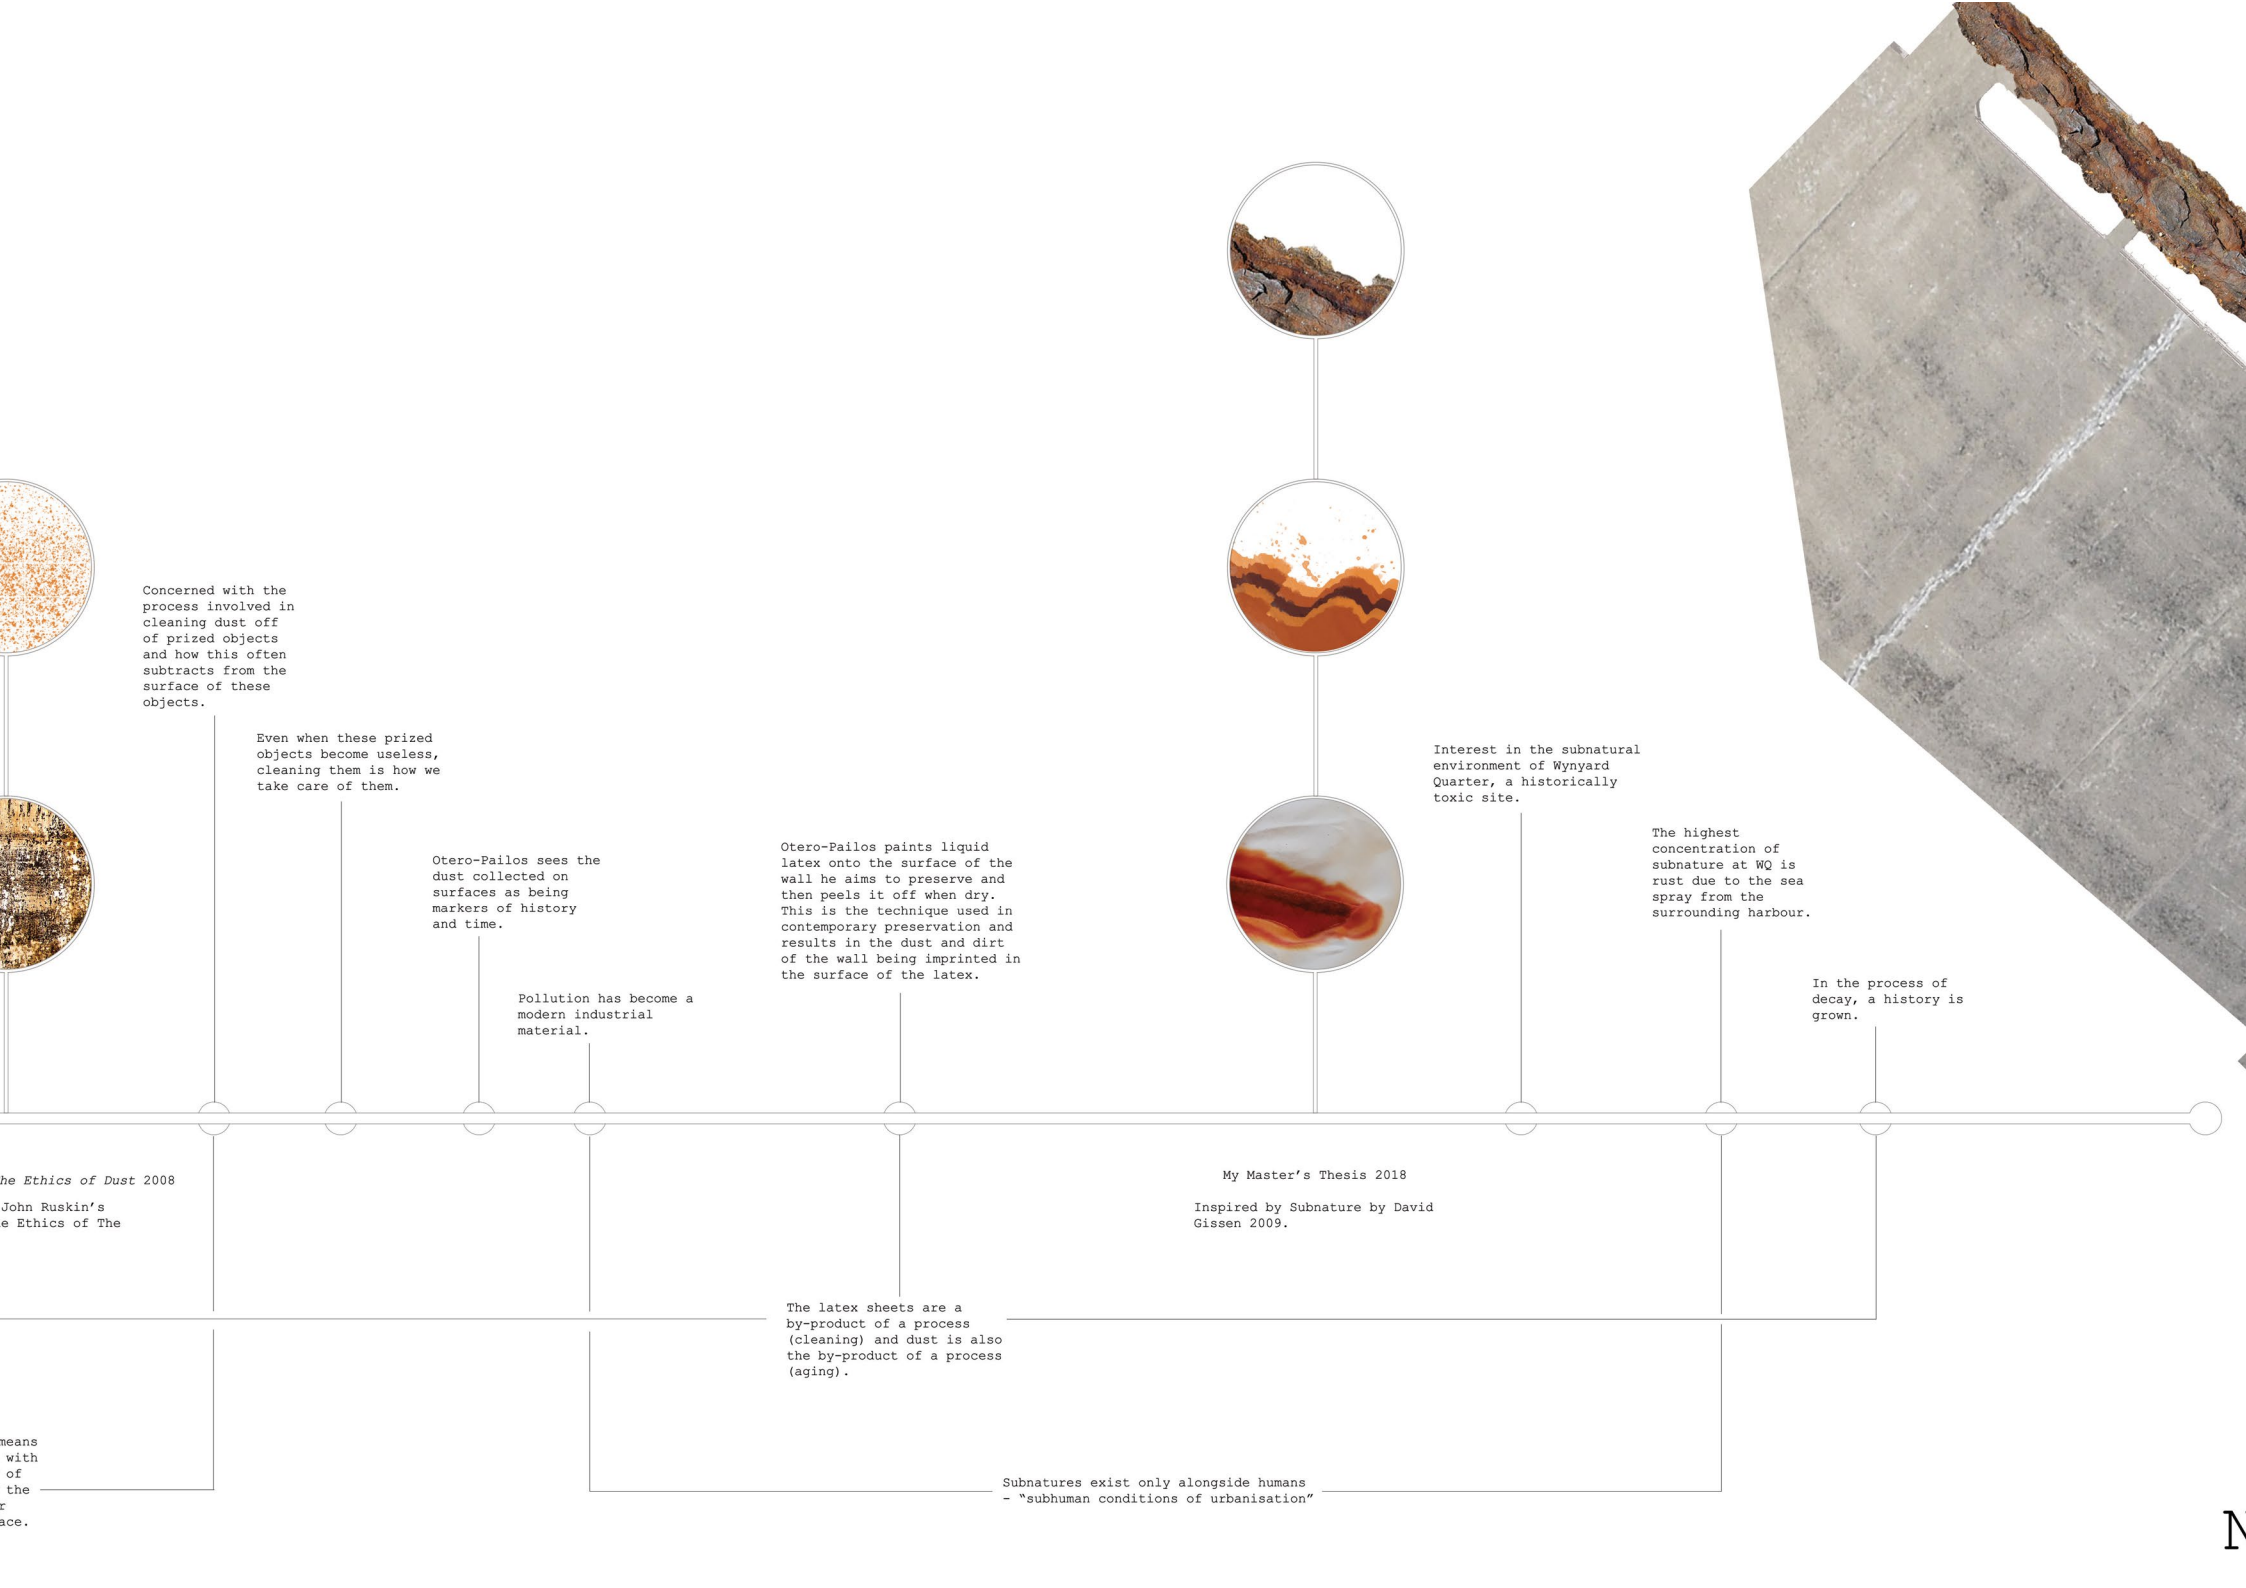 Concerned with the
process involved in
cleaning dust off
of prized objects
and how this often
subtracts from the
surface of these
objects.
Even when these prized
objects become useless,
cleaning them is how we
take care of them.
Otero-Pailos sees the
dust collected on
surfaces as being
markers of history
and time.
Pollution has become a
modern industrial
material.
Otero-Pailos paints liquid
latex onto the surface of the
wall he aims to preserve and
then peels it off when dry.
This is the technique used in
contemporary preservation and
results in the dust and dirt
of the wall being imprinted in
the surface of the latex.
Interest in the subnatural
environment of Wynyard
Quarter, a historically
toxic site.
The highest
concentration of
subnature at WQ is
rust due to the sea
spray from the
surrounding harbour.
In the process of
decay, a history is
grown.
he Ethics of Dust 2008
John Ruskin's
e Ethics of The
My Master's Thesis 2018
Inspired by Subnature by David
Gissen 2009.
The latex sheets are a
by-product of a process
(cleaning) and dust is also
the by-product of a process
(aging).
means
with
of
the
r
ace.
Subnatures exist only alongside humans
- "subhuman conditions of urbanisation"
N